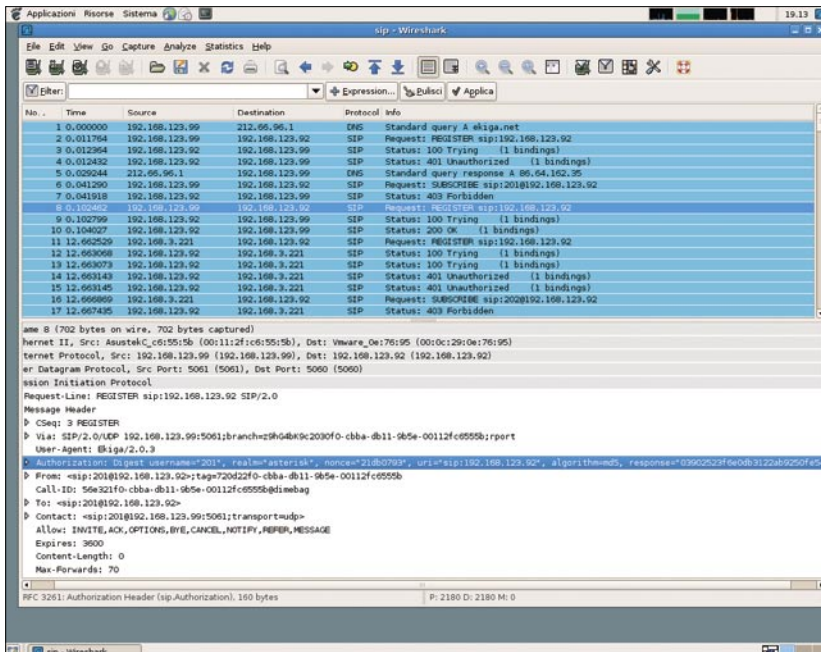 Applicazioni Risorse Sistema 19.13
sip - Wireshark
File Edit View Go Capture Analyze Statistics Help
Filter: Expression... Pulisci Applica
No. . Time Source Destination Protocol Info
1 0.000000 192.168.123.99 212.66.96.1 DNS Standard query A ekiga.net
2 0.011764 192.168.123.99 192.168.123.92 SIP Request: REGISTER sip:192.168.123.92
3 0.012364 192.168.123.92 192.168.123.99 SIP Status: 100 Trying (1 bindings)
4 0.012432 192.168.123.92 192.168.123.99 SIP Status: 401 Unauthorized (1 bindings)
5 0.029244 212.66.96.1 192.168.123.99 DNS Standard query response A 86.64.162.35
6 0.041290 192.168.123.99 192.168.123.92 SIP Request: SUBSCRIBE sip:201@192.168.123.92
7 0.041918 192.168.123.92 192.168.123.99 SIP Status: 403 Forbidden
8 0.102462 192.168.123.99 192.168.123.92 SIP Request: REGISTER sip:192.168.123.92
9 0.102799 192.168.123.92 192.168.123.99 SIP Status: 100 Trying (1 bindings)
10 0.104027 192.168.123.92 192.168.123.99 SIP Status: 200 OK (1 bindings)
11 12.662529 192.168.3.221 192.168.123.92 SIP Request: REGISTER sip:192.168.123.92
12 12.663068 192.168.123.92 192.168.3.221 SIP Status: 100 Trying (1 bindings)
13 12.663073 192.168.123.92 192.168.3.221 SIP Status: 100 Trying (1 bindings)
14 12.663143 192.168.123.92 192.168.3.221 SIP Status: 401 Unauthorized (1 bindings)
15 12.663145 192.168.123.92 192.168.3.221 SIP Status: 401 Unauthorized (1 bindings)
16 12.666869 192.168.3.221 192.168.123.92 SIP Request: SUBSCRIBE sip:202@192.168.123.92
17 12.667435 192.168.123.92 192.168.3.221 SIP Status: 403 Forbidden
ame 8 (702 bytes on wire, 702 bytes captured)
hernet II, Src: AsustekC_c6:55:5b (00:11:2f:c6:55:5b), Dst: Vmware_0e:76:95 (00:0c:29:0e:76:95)
ternet Protocol, Src: 192.168.123.99 (192.168.123.99), Dst: 192.168.123.92 (192.168.123.92)
er Datagram Protocol, Src Port: 5061 (5061), Dst Port: 5060 (5060)
ssion Initiation Protocol
Request-Line: REGISTER sip:192.168.123.92 SIP/2.0
Message Header
CSeq: 3 REGISTER
Via: SIP/2.0/UDP 192.168.123.99:5061;branch=z9hG4bK9c2030f0-cbba-db11-9b5e-00112fc6555b;rport
User-Agent: Ekiga/2.0.3
Authorization: Digest username="201", realm="asterisk", nonce="21db0793", uri="sip:192.168.123.92", algorithm=md5, response="03902523f6e0db3122ab9250fe5
From: <sip:201@192.168.123.92>;tag=720d22f0-cbba-db11-9b5e-00112fc6555b
Call-ID: 56e321f0-cbba-db11-9b5e-00112fc6555b@dimebag
To: <sip:201@192.168.123.92>
Contact: <sip:201@192.168.123.99:5061;transport=udp>
Allow: INVITE,ACK,OPTIONS,BYE,CANCEL,NOTIFY,REFER,MESSAGE
Expires: 3600
Content-Length: 0
Max-Forwards: 70
RFC 3261: Authorization Header (sip.Authorization), 160 bytes P: 2180 D: 2180 M: 0
sip - Wireshark